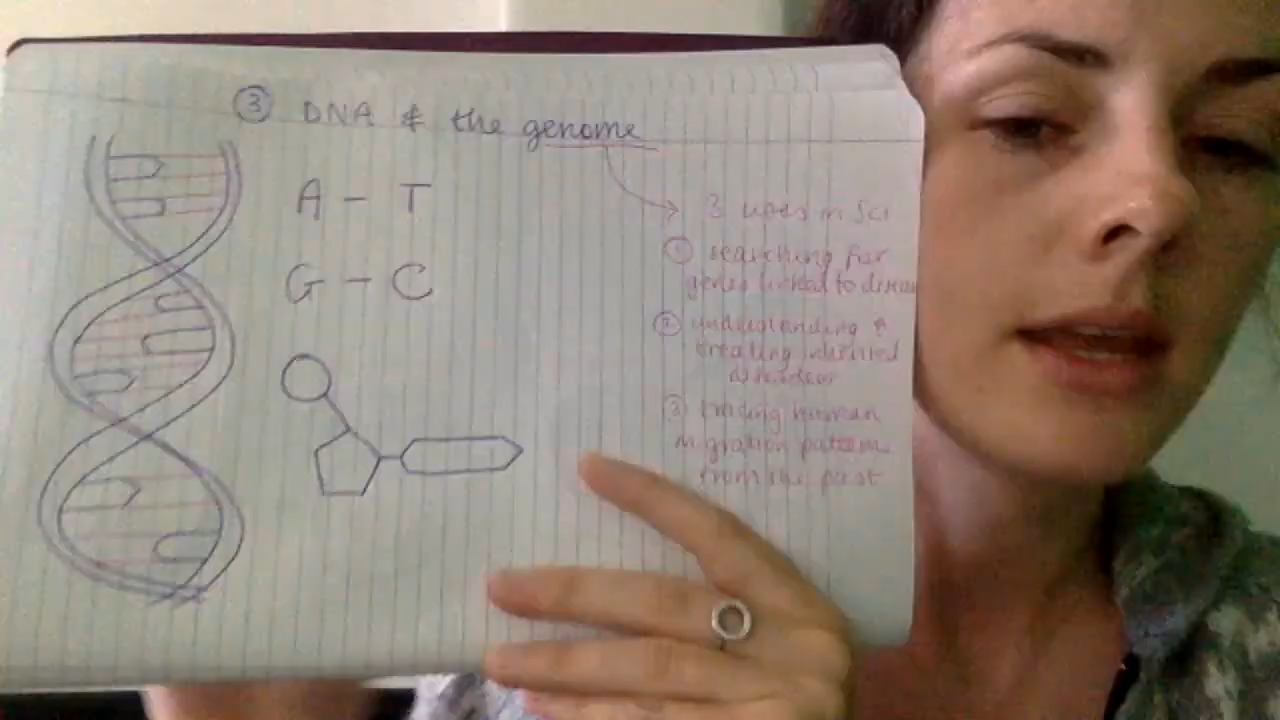 3 DNA & the genome
A - T
G - C
3 uses in Sci
1 searching for
genes linked to disease
2 understanding &
treating inherited
disorders
3 tracing human
migration patterns
from the past